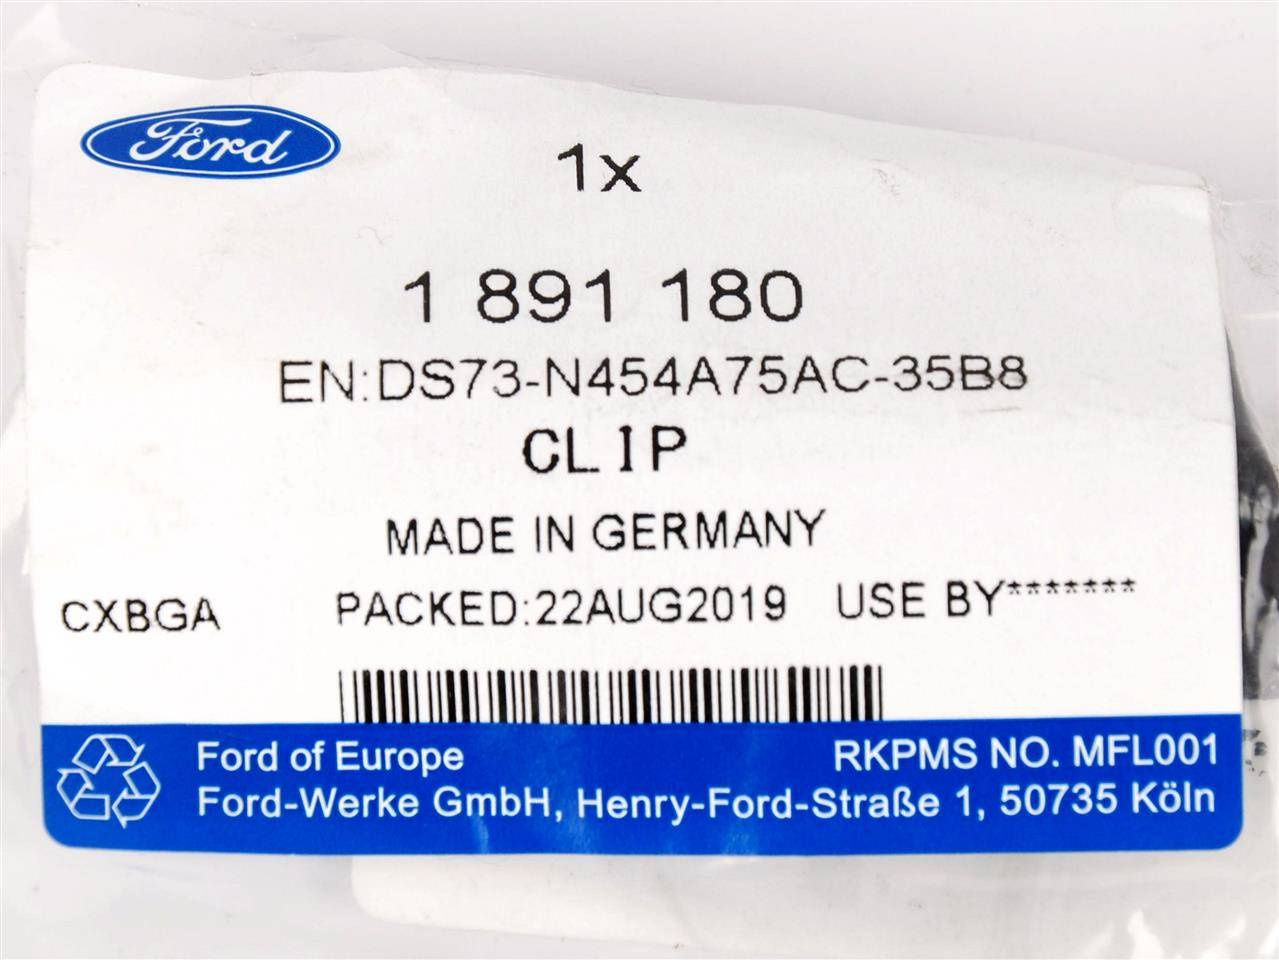 Ford
1x
1 891 180
EN:DS73-N454A75AC-35B8
CLIP
MADE IN GERMANY
CXBGA PACKED:22AUG2019 USE BY*******
Ford of Europe RKPMS NO. MFL001
Ford-Werke GmbH, Henry-Ford-Straße 1, 50735 Köln